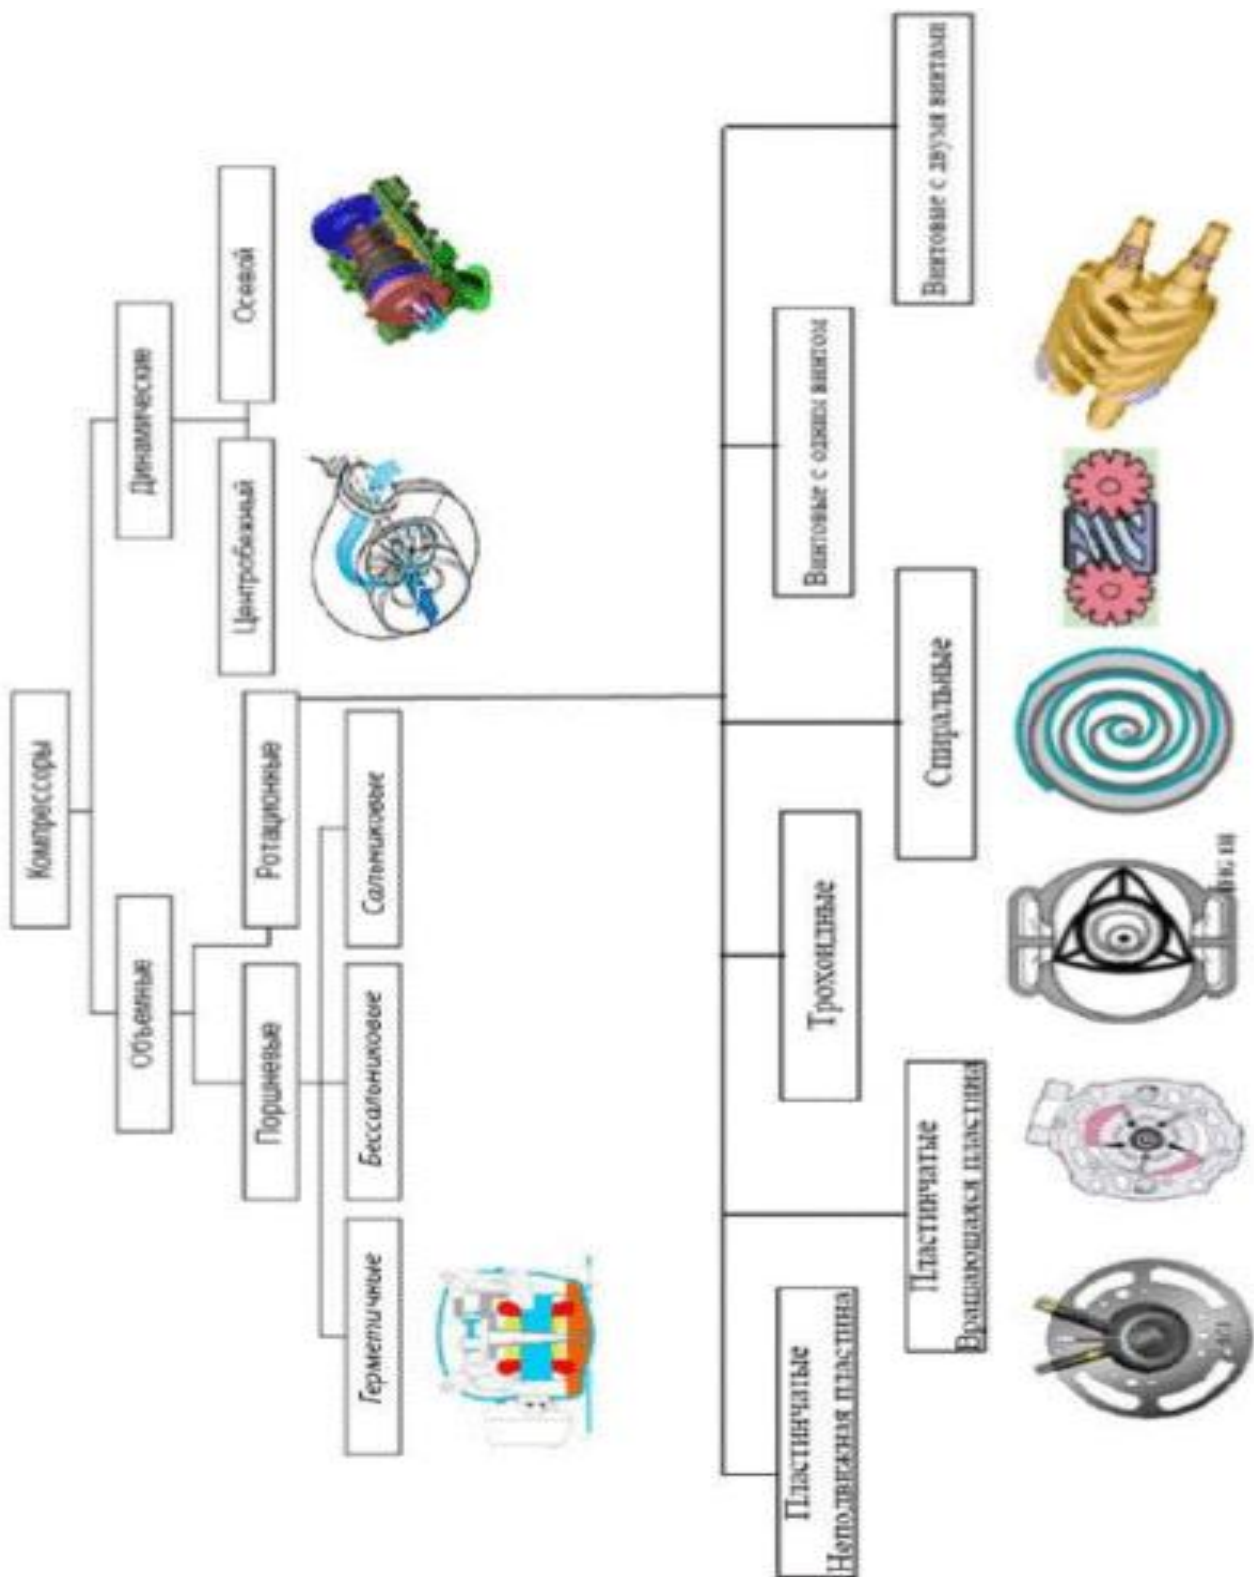 Компрессоры
Объемные
Динамические
Поршневые
Ротационные
Центробежный
Осевой
Герметичные
Бессальниковые
Сальниковые
Пластинчатые
Неподвижная пластина
Пластинчатые
Вращающаяся пластина
Трохоидные
Спиральные
Винтовые с одним винтом
Винтовые с двумя винтами